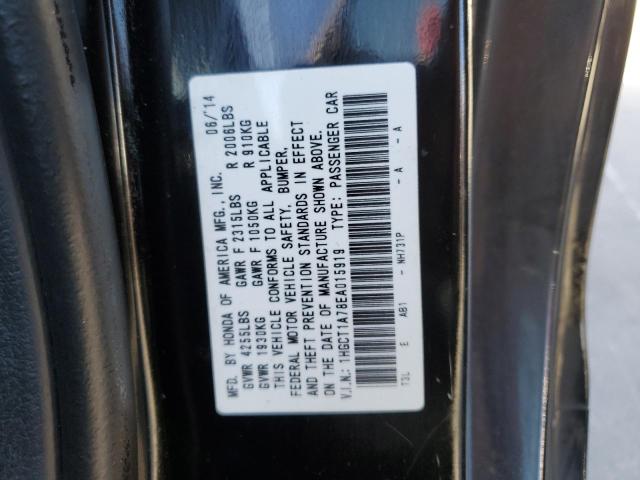 MFD. BY HONDA OF AMERICA MFG., INC. 06/'14
GVWR 4255LBS GAWR F 2315LBS R 2006LBS
GVWR 1930KG GAWR F 1050KG R 910KG
THIS VEHICLE CONFORMS TO ALL APPLICABLE
FEDERAL MOTOR VEHICLE SAFETY, BUMPER,
AND THEFT PREVENTION STANDARDS IN EFFECT
ON THE DATE OF MANUFACTURE SHOWN ABOVE.
V.I.N.: 1HGCT1A78EA015919 TYPE: PASSENGER CAR
T3L E AB1 - NH731P - A - A